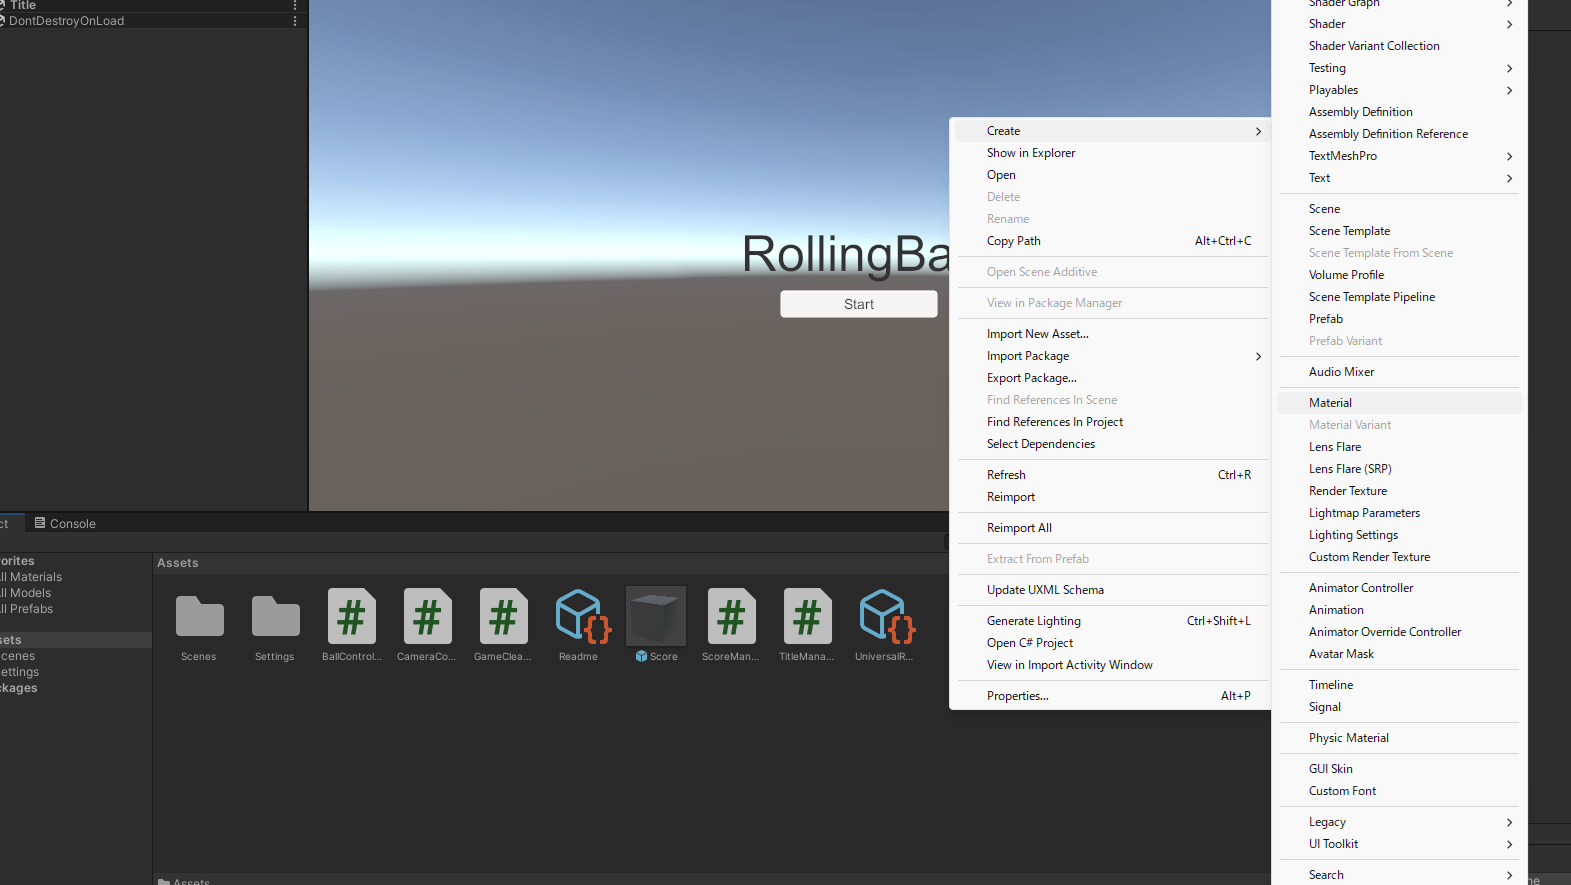 Title
DontDestroyOnLoad
RollingBa
Start
Console
orites
ll Materials
ll Models
ll Prefabs
sets
cenes
ettings
ckages
Assets
Scenes
Settings
BallControl...
CameraCo...
GameClea...
Readme
Score
ScoreMan...
TitleMana...
UniversalR...
Assets
Create
Show in Explorer
Open
Delete
Rename
Copy Path Alt+Ctrl+C
Open Scene Additive
View in Package Manager
Import New Asset...
Import Package
Export Package...
Find References In Scene
Find References In Project
Select Dependencies
Refresh Ctrl+R
Reimport
Reimport All
Extract From Prefab
Update UXML Schema
Generate Lighting Ctrl+Shift+L
Open C# Project
View in Import Activity Window
Properties... Alt+P
Shader Graph
Shader
Shader Variant Collection
Testing
Playables
Assembly Definition
Assembly Definition Reference
TextMeshPro
Text
Scene
Scene Template
Scene Template From Scene
Volume Profile
Scene Template Pipeline
Prefab
Prefab Variant
Audio Mixer
Material
Material Variant
Lens Flare
Lens Flare (SRP)
Render Texture
Lightmap Parameters
Lighting Settings
Custom Render Texture
Animator Controller
Animation
Animator Override Controller
Avatar Mask
Timeline
Signal
Physic Material
GUI Skin
Custom Font
Legacy
UI Toolkit
Search